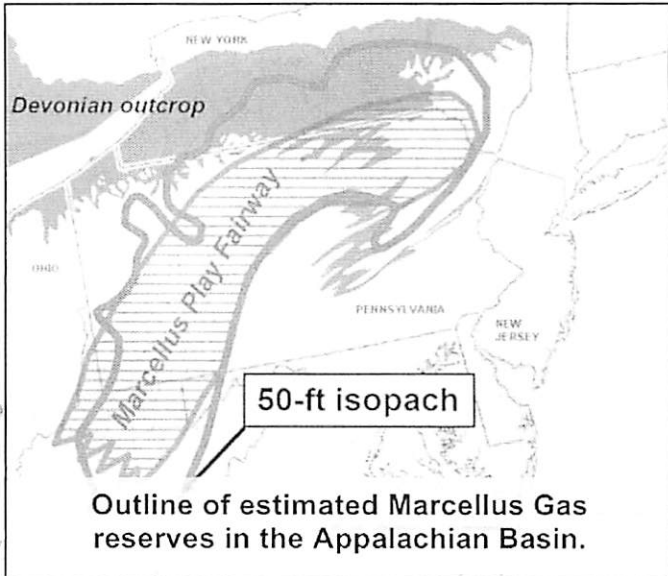 NEW YORK
Devonian outcrop
Marcellus Play Fairway
OHIO
PENNSYLVANIA
NEW
JERSEY
50-ft isopach
Outline of estimated Marcellus Gas
reserves in the Appalachian Basin.